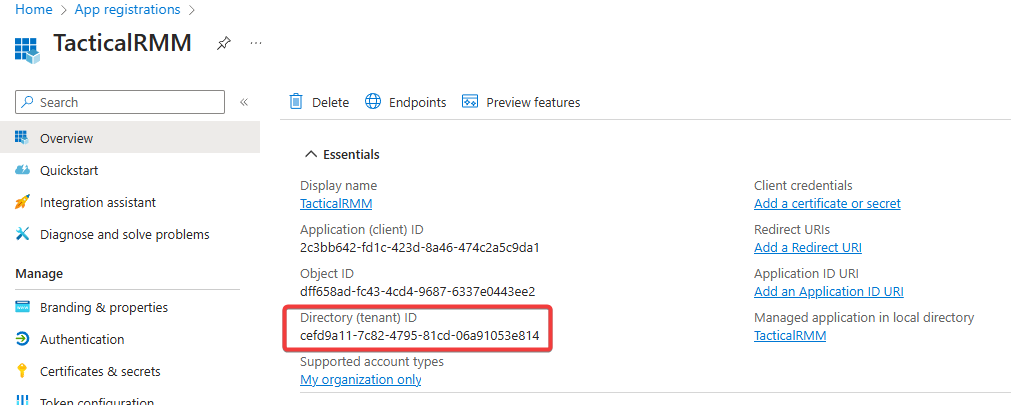 Home > App registrations >
TacticalRMM ...
Search «
Overview
Quickstart
Integration assistant
Diagnose and solve problems
Manage
Branding & properties
Authentication
Certificates & secrets
Token configuration
Delete Endpoints Preview features
Essentials
Display name
TacticalRMM
Application (client) ID
2c3bb642-fd1c-423d-8a46-474c2a5c9da1
Object ID
dff658ad-fc43-4cd4-9687-6337e0443ee2
Directory (tenant) ID
cefd9a11-7c82-4795-81cd-06a91053e814
Supported account types
My organization only
Client credentials
Add a certificate or secret
Redirect URIs
Add a Redirect URI
Application ID URI
Add an Application ID URI
Managed application in local directory
TacticalRMM